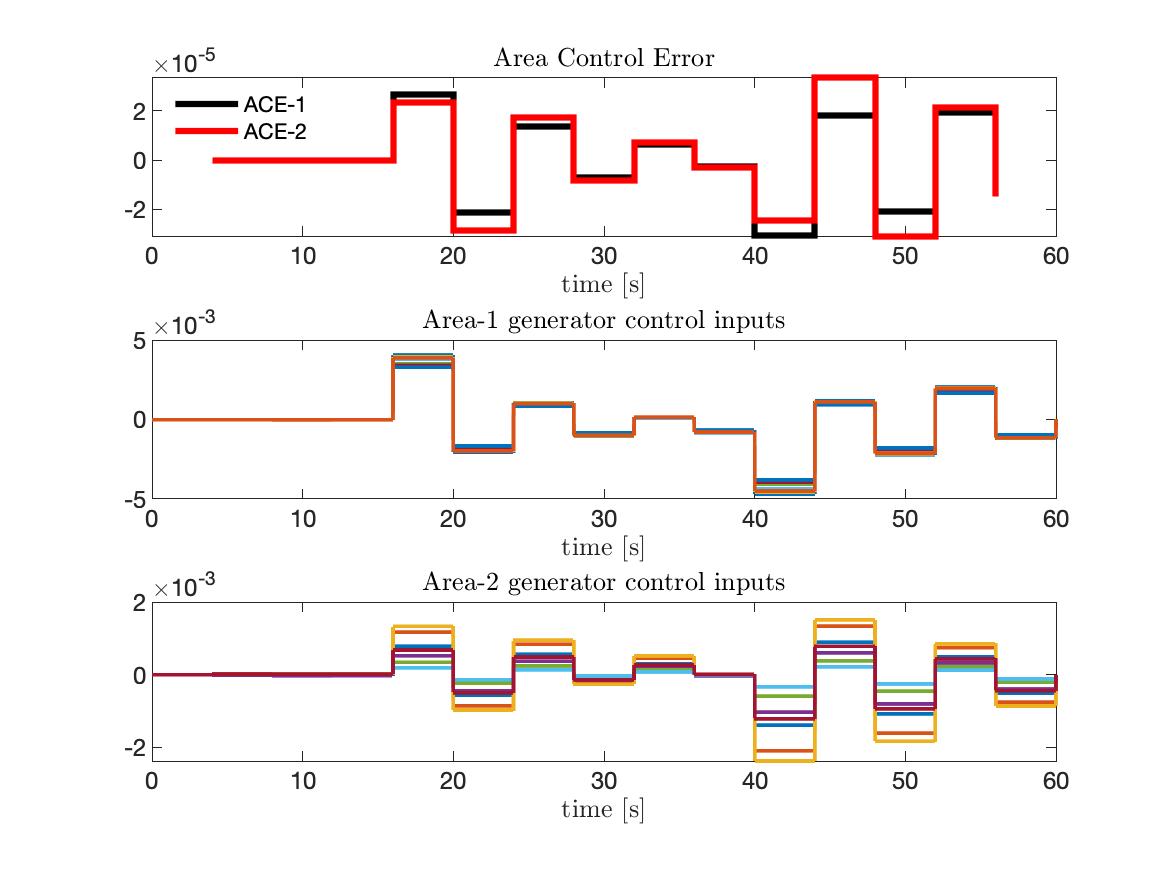 ×10-5
Area Control Error
ACE-1
ACE-2
2
0
-2
0 10 20 30 40 50 60
time [s]
×10-3
Area-1 generator control inputs
5
0
-5
0 10 20 30 40 50 60
time [s]
×10-3
Area-2 generator control inputs
2
0
-2
0 10 20 30 40 50 60
time [s]